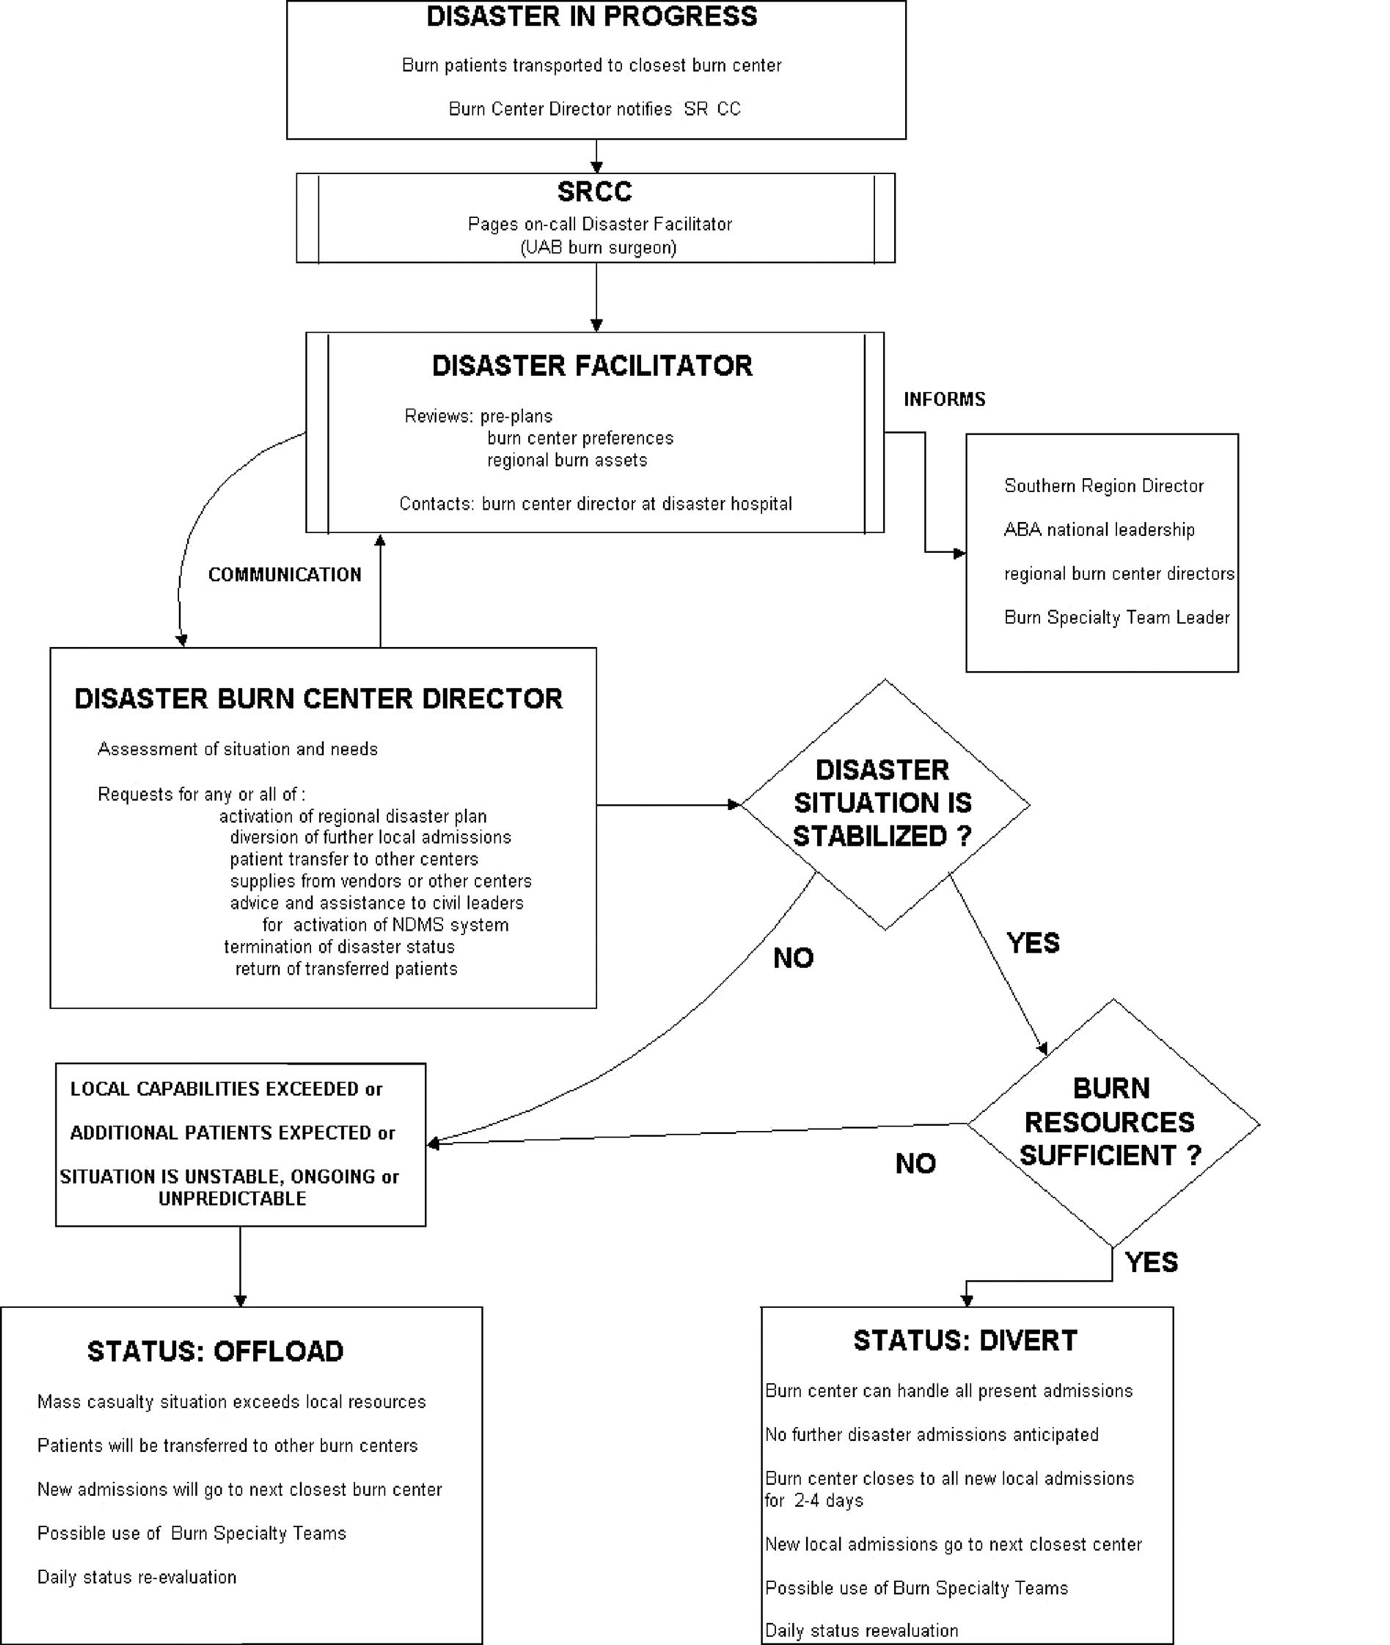 DISASTER IN PROGRESS
Burn patients transported to closest burn center
Burn Center Director notifies SR CC
SRCC
Pages on-call Disaster Facilitator
(UAB burn surgeon)
DISASTER FACILITATOR
Reviews: pre-plans
burn center preferences
regional burn assets
Contacts: burn center director at disaster hospital
INFORMS
Southern Region Director
ABA national leadership
regional burn center directors
Burn Specialty Team Leader
COMMUNICATION
DISASTER BURN CENTER DIRECTOR
Assessment of situation and needs
Requests for any or all of :
activation of regional disaster plan
diversion of further local admissions
patient transfer to other centers
supplies from vendors or other centers
advice and assistance to civil leaders
for activation of NDMS system
termination of disaster status
return of transferred patients
DISASTER
SITUATION IS
STABILIZED ?
NO
YES
BURN
RESOURCES
SUFFICIENT ?
NO
YES
LOCAL CAPABILITIES EXCEEDED or
ADDITIONAL PATIENTS EXPECTED or
SITUATION IS UNSTABLE, ONGOING or
UNPREDICTABLE
STATUS: OFFLOAD
Mass casualty situation exceeds local resources
Patients will be transferred to other burn centers
New admissions will go to next closest burn center
Possible use of Burn Specialty Teams
Daily status re-evaluation
STATUS: DIVERT
Burn center can handle all present admissions
No further disaster admissions anticipated
Burn center closes to all new local admissions
for 2-4 days
New local admissions go to next closest center
Possible use of Burn Specialty Teams
Daily status reevaluation